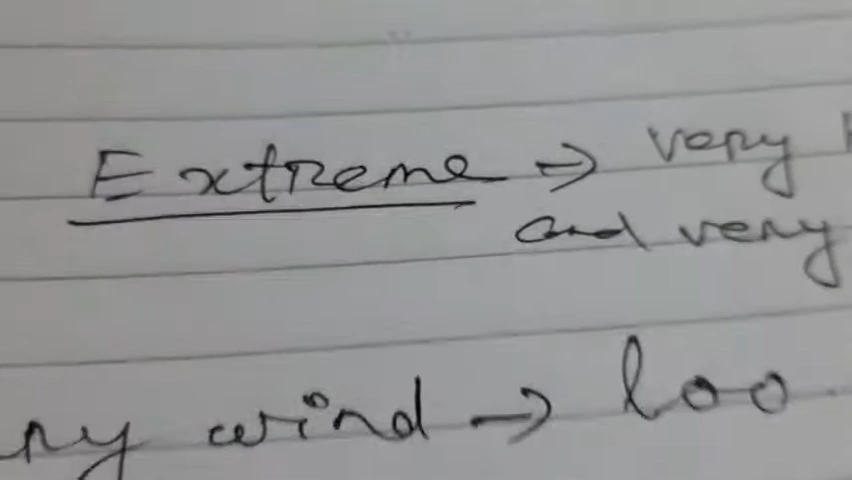 Extreme → very
and very
wind → loo